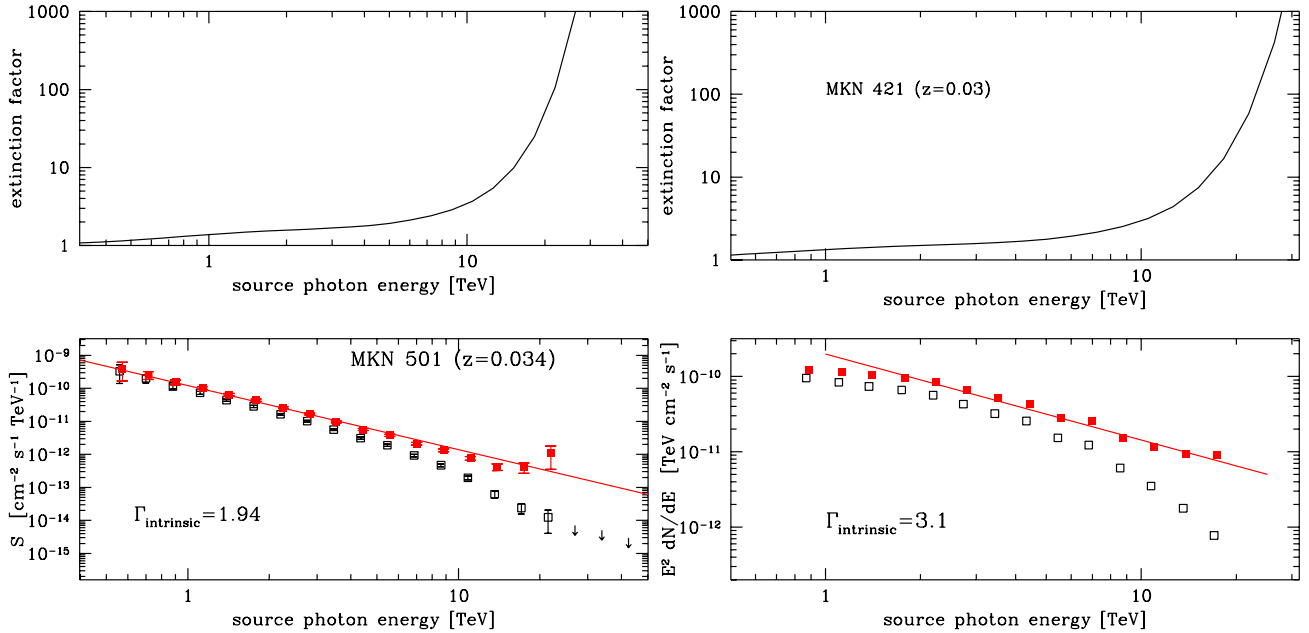 1000
100
10
1
extinction factor
1
10
source photon energy [TeV]
1000
100
10
1
extinction factor
MKN 421 (z=0.03)
1
10
source photon energy [TeV]
10⁻⁹
10⁻¹⁰
10⁻¹¹
10⁻¹²
10⁻¹³
10⁻¹⁴
10⁻¹⁵
S [cm⁻² s⁻¹ TeV⁻¹]
MKN 501 (z=0.034)
Γintrinsic=1.94
1
10
source photon energy [TeV]
10⁻¹⁰
10⁻¹¹
10⁻¹²
E² dN/dE [TeV cm⁻² s⁻¹]
Γintrinsic=3.1
1
10
source photon energy [TeV]